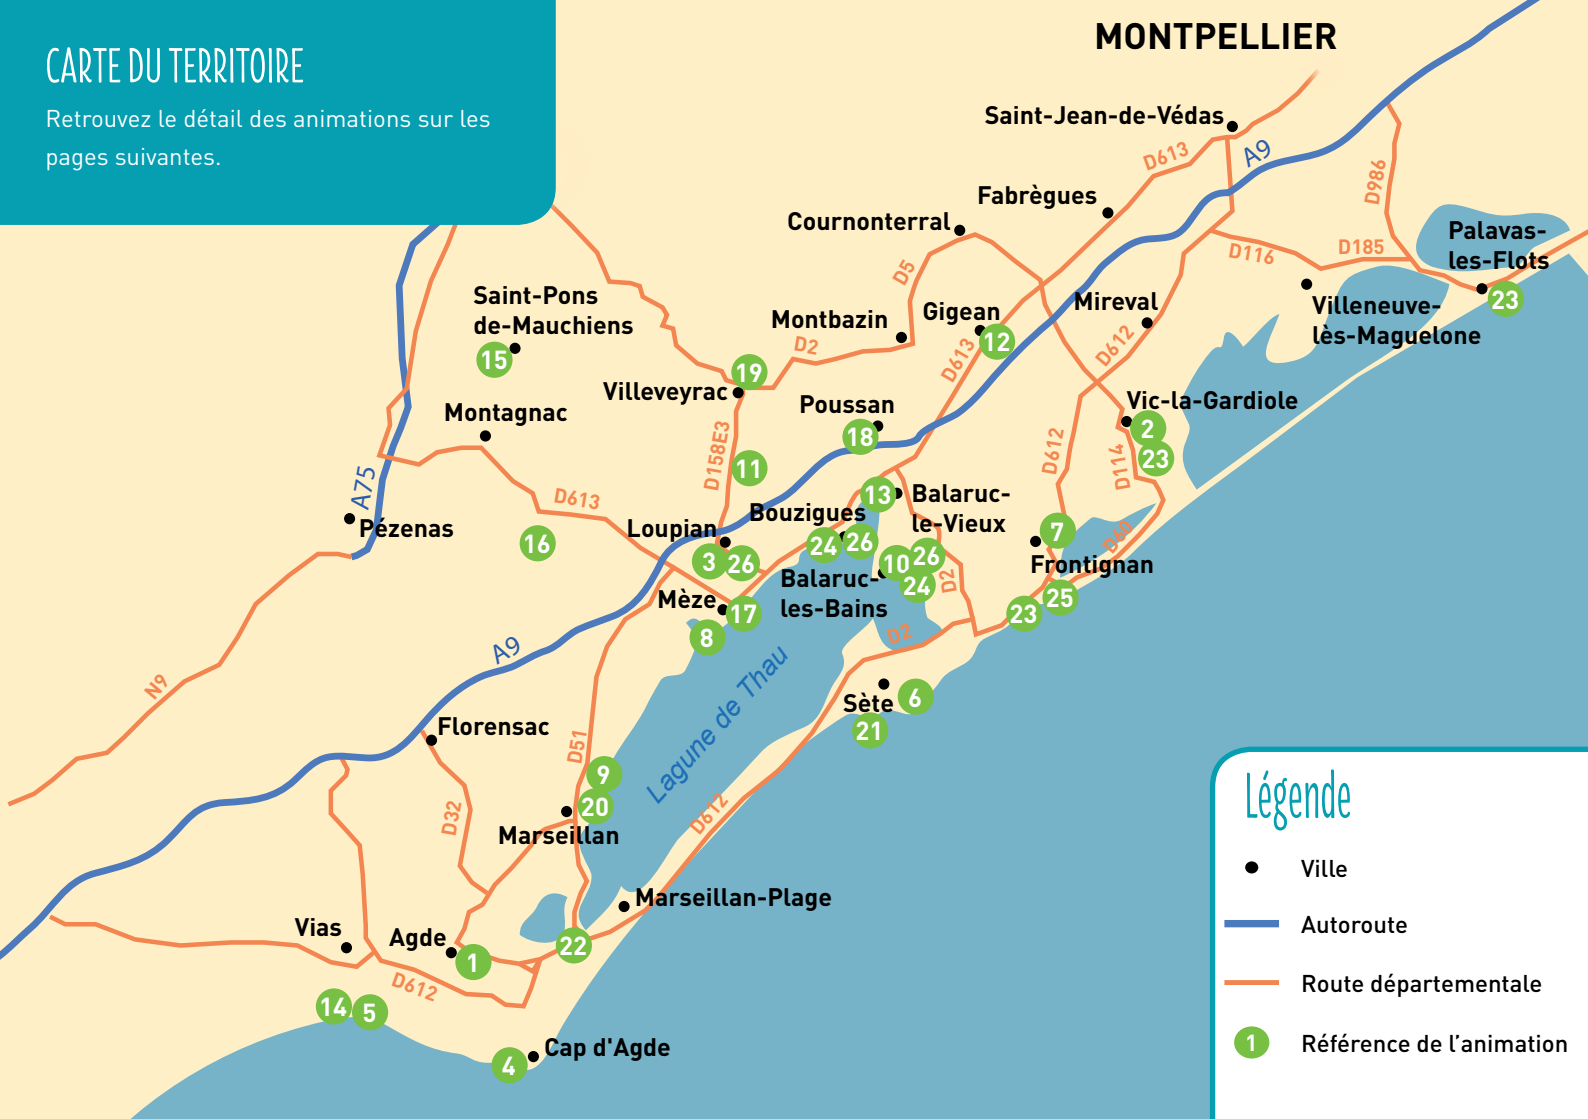 CARTE DU TERRITOIRE
Retrouvez le détail des animations sur les
pages suivantes.
MONTPELLIER
Saint-Jean-de-Védas
A9
D613
D986
Fabrègues
Cournonterral
Palavas-
les-Flots
D116
D185
D5
23
Saint-Pons
de-Mauchiens
15
Gigean
12
Mireval
Villeneuve-
lès-Maguelone
Montbazin
D2
D613
D612
19
Villeveyrac
Montagnac
Poussan
18
Vic-la-Gardiole
2
23
D158E3
11
D612
D114
A75
D613
13
Balaruc-
le-Vieux
Pézenas
16
Loupian
Bouzigues
3
26
24
26
10
26
24
Balaruc-
les-Bains
D2
7
D60
Frontignan
25
23
Mèze
17
8
D2
A9
N9
Lagune de Thau
Sète
6
21
Florensac
D51
9
20
Marseillan
D32
D612
Marseillan-Plage
Vias
Agde
1
22
D612
14
5
4
Cap d'Agde
Légende
Ville
Autoroute
Route départementale
1
Référence de l’animation